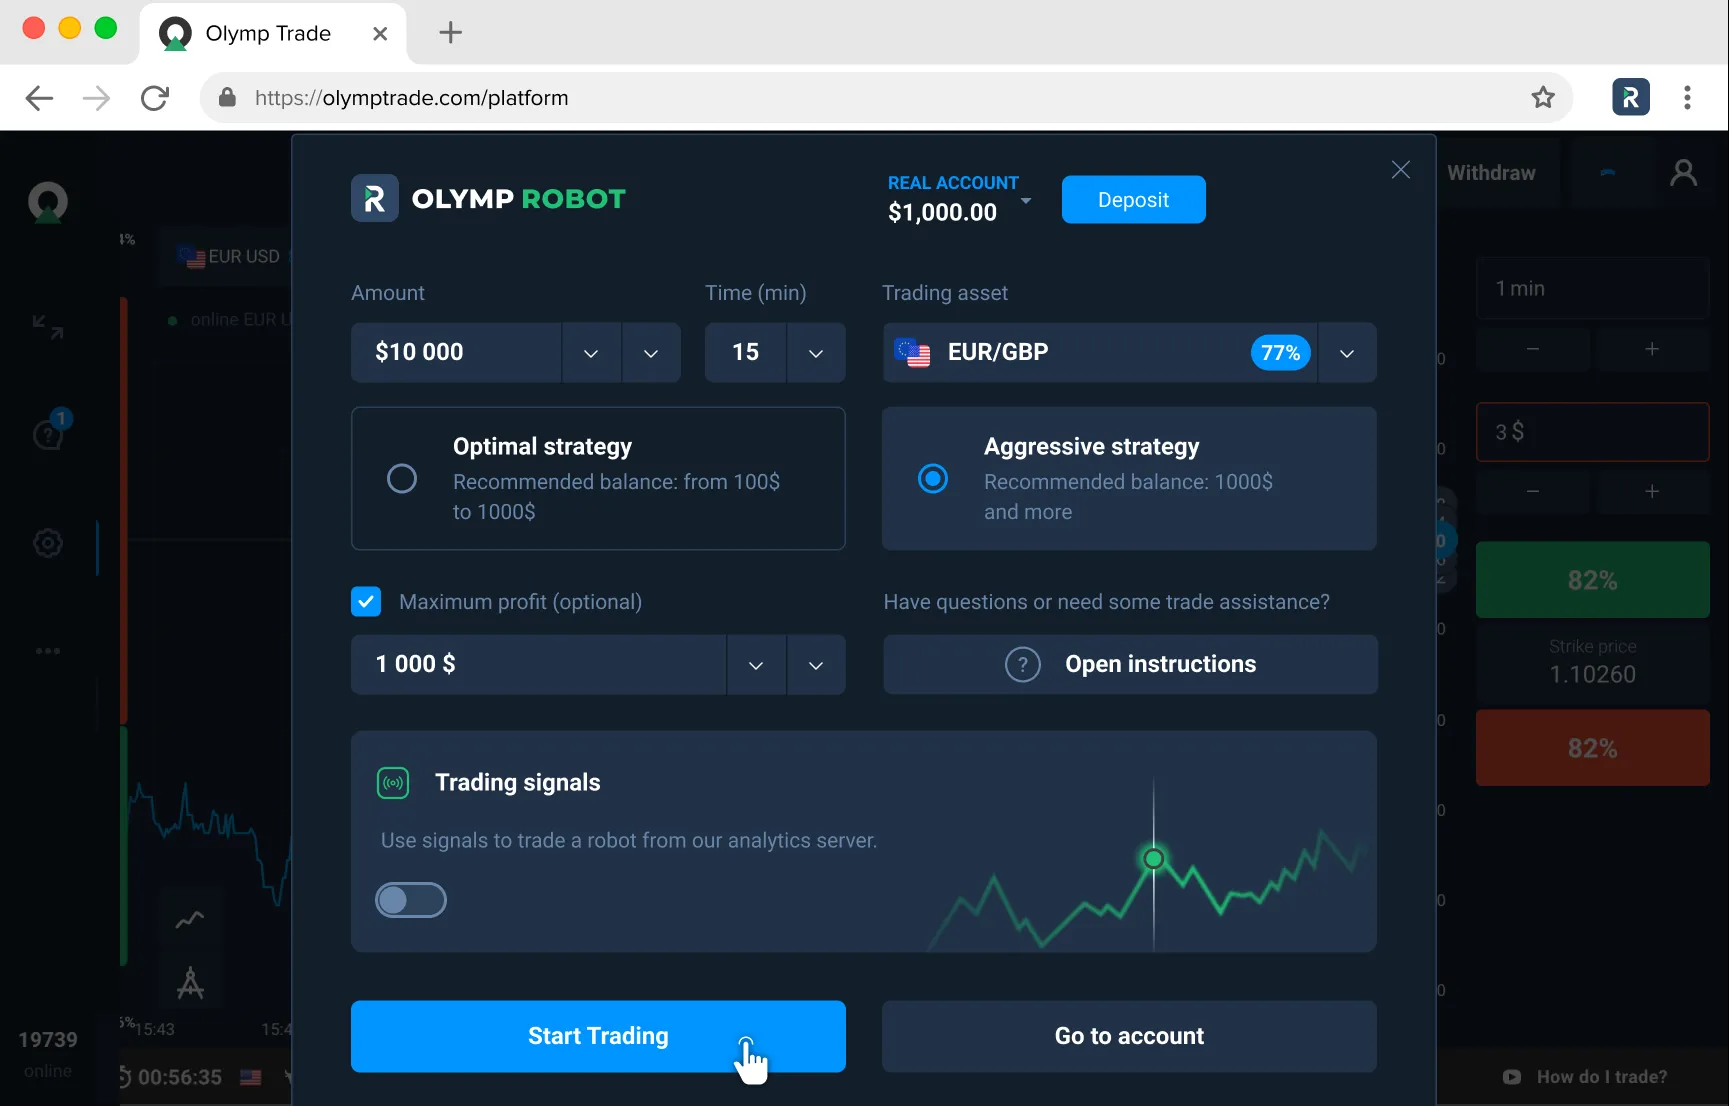 Olymp Trade
https://olymptrade.com/platform
OLYMP ROBOT
REAL ACCOUNT
$1,000.00
Deposit
Withdraw
4%
EUR USD
online EUR
1
Amount
Time (min)
Trading asset
$10 000
15
EUR/GBP
77%
1 min
3 $
Optimal strategy
Recommended balance: from 100$
to 1000$
Aggressive strategy
Recommended balance: 1000$
and more
82%
Strike price
1.10260
82%
Maximum profit (optional)
1 000 $
Have questions or need some trade assistance?
? Open instructions
Trading signals
Use signals to trade a robot from our analytics server.
Start Trading
Go to account
15:43
15:4
19739
online
00:56:35
How do I trade?